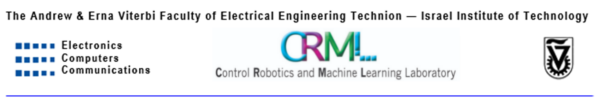 The Andrew & Erna Viterbi Faculty of Electrical Engineering Technion — Israel Institute of Technology
Electronics
Computers
Communications
CRML...
Control Robotics and Machine Learning Laboratory